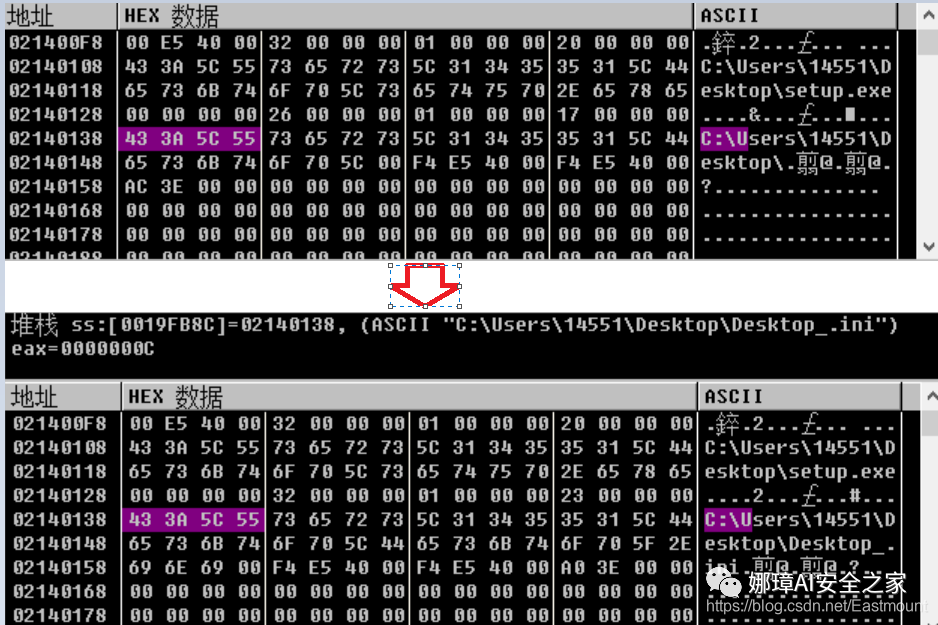 地址 HEX 数据 ASCII
021400F8 00 E5 40 00 32 00 00 00 01 00 00 00 20 00 00 00 .鋅.2...£... ...
02140108 43 3A 5C 55 73 65 72 73 5C 31 34 35 35 31 5C 44 C:\Users\14551\D
02140118 65 73 6B 74 6F 70 5C 73 65 74 75 70 2E 65 78 65 esktop\setup.exe
02140128 00 00 00 00 26 00 00 00 01 00 00 00 17 00 00 00 ....&...£...█...
02140138 43 3A 5C 55 73 65 72 73 5C 31 34 35 35 31 5C 44 C:\Users\14551\D
02140148 65 73 6B 74 6F 70 5C 00 F4 E5 40 00 F4 E5 40 00 esktop\.翦@.翦@.
02140158 AC 3E 00 00 00 00 00 00 00 00 00 00 00 00 00 00 ?..............
02140168 00 00 00 00 00 00 00 00 00 00 00 00 00 00 00 00 ................
02140178 00 00 00 00 00 00 00 00 00 00 00 00 00 00 00 00 ................
堆栈 ss:[0019FB8C]=02140138, (ASCII "C:\Users\14551\Desktop\Desktop_.ini")
eax=0000000C
地址 HEX 数据 ASCII
021400F8 00 E5 40 00 32 00 00 00 01 00 00 00 20 00 00 00 .鋅.2...£... ...
02140108 43 3A 5C 55 73 65 72 73 5C 31 34 35 35 31 5C 44 C:\Users\14551\D
02140118 65 73 6B 74 6F 70 5C 73 65 74 75 70 2E 65 78 65 esktop\setup.exe
02140128 00 00 00 00 32 00 00 00 01 00 00 00 23 00 00 00 ....2...£...#...
02140138 43 3A 5C 55 73 65 72 73 5C 31 34 35 35 31 5C 44 C:\Users\14551\D
02140148 65 73 6B 74 6F 70 5C 44 65 73 6B 74 6F 70 5F 2E esktop\Desktop_.
02140158 69 6E 69 00 F4 E5 40 00 F4 E5 40 00 A0 3E 00 00 ini.翦@.翦@.?..
02140168 00 00 00 00 00 00 00 00 00 00 00 00 00 00 00 00
02140178 00 00 00 00 00 00 00 00 00 00 00 00 00 00 00 00
娜璋AI安全之家
https://blog.csdn.net/Eastmount